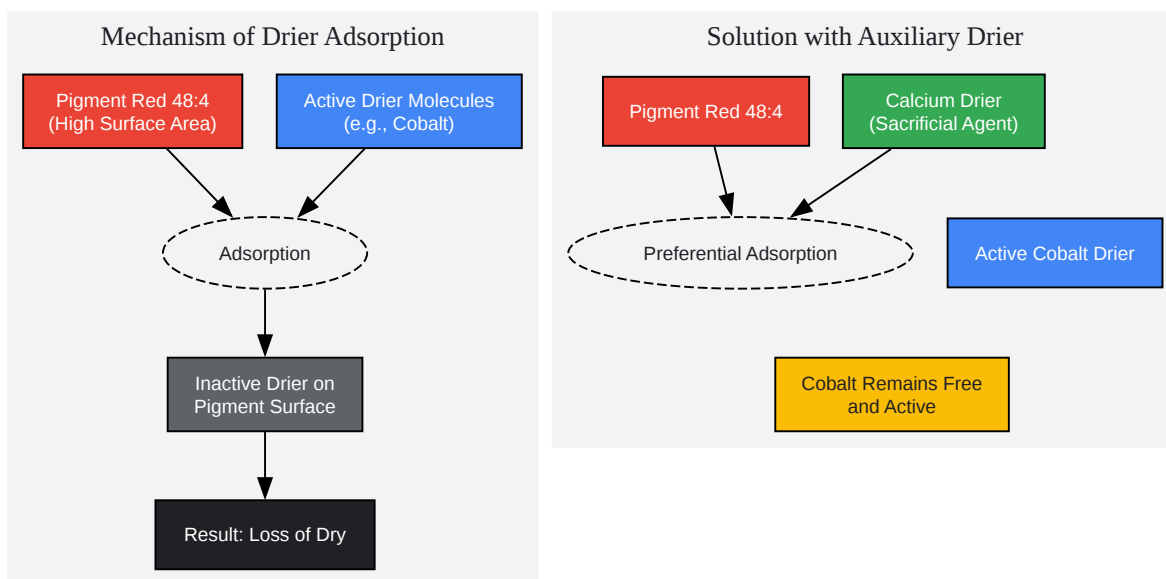 Mechanism of Drier Adsorption
Pigment Red 48:4
(High Surface Area)
Active Drier Molecules
(e.g., Cobalt)
Adsorption
Inactive Drier on
Pigment Surface
Result: Loss of Dry
Solution with Auxiliary Drier
Pigment Red 48:4
Calcium Drier
(Sacrificial Agent)
Preferential Adsorption
Active Cobalt Drier
Cobalt Remains Free
and Active